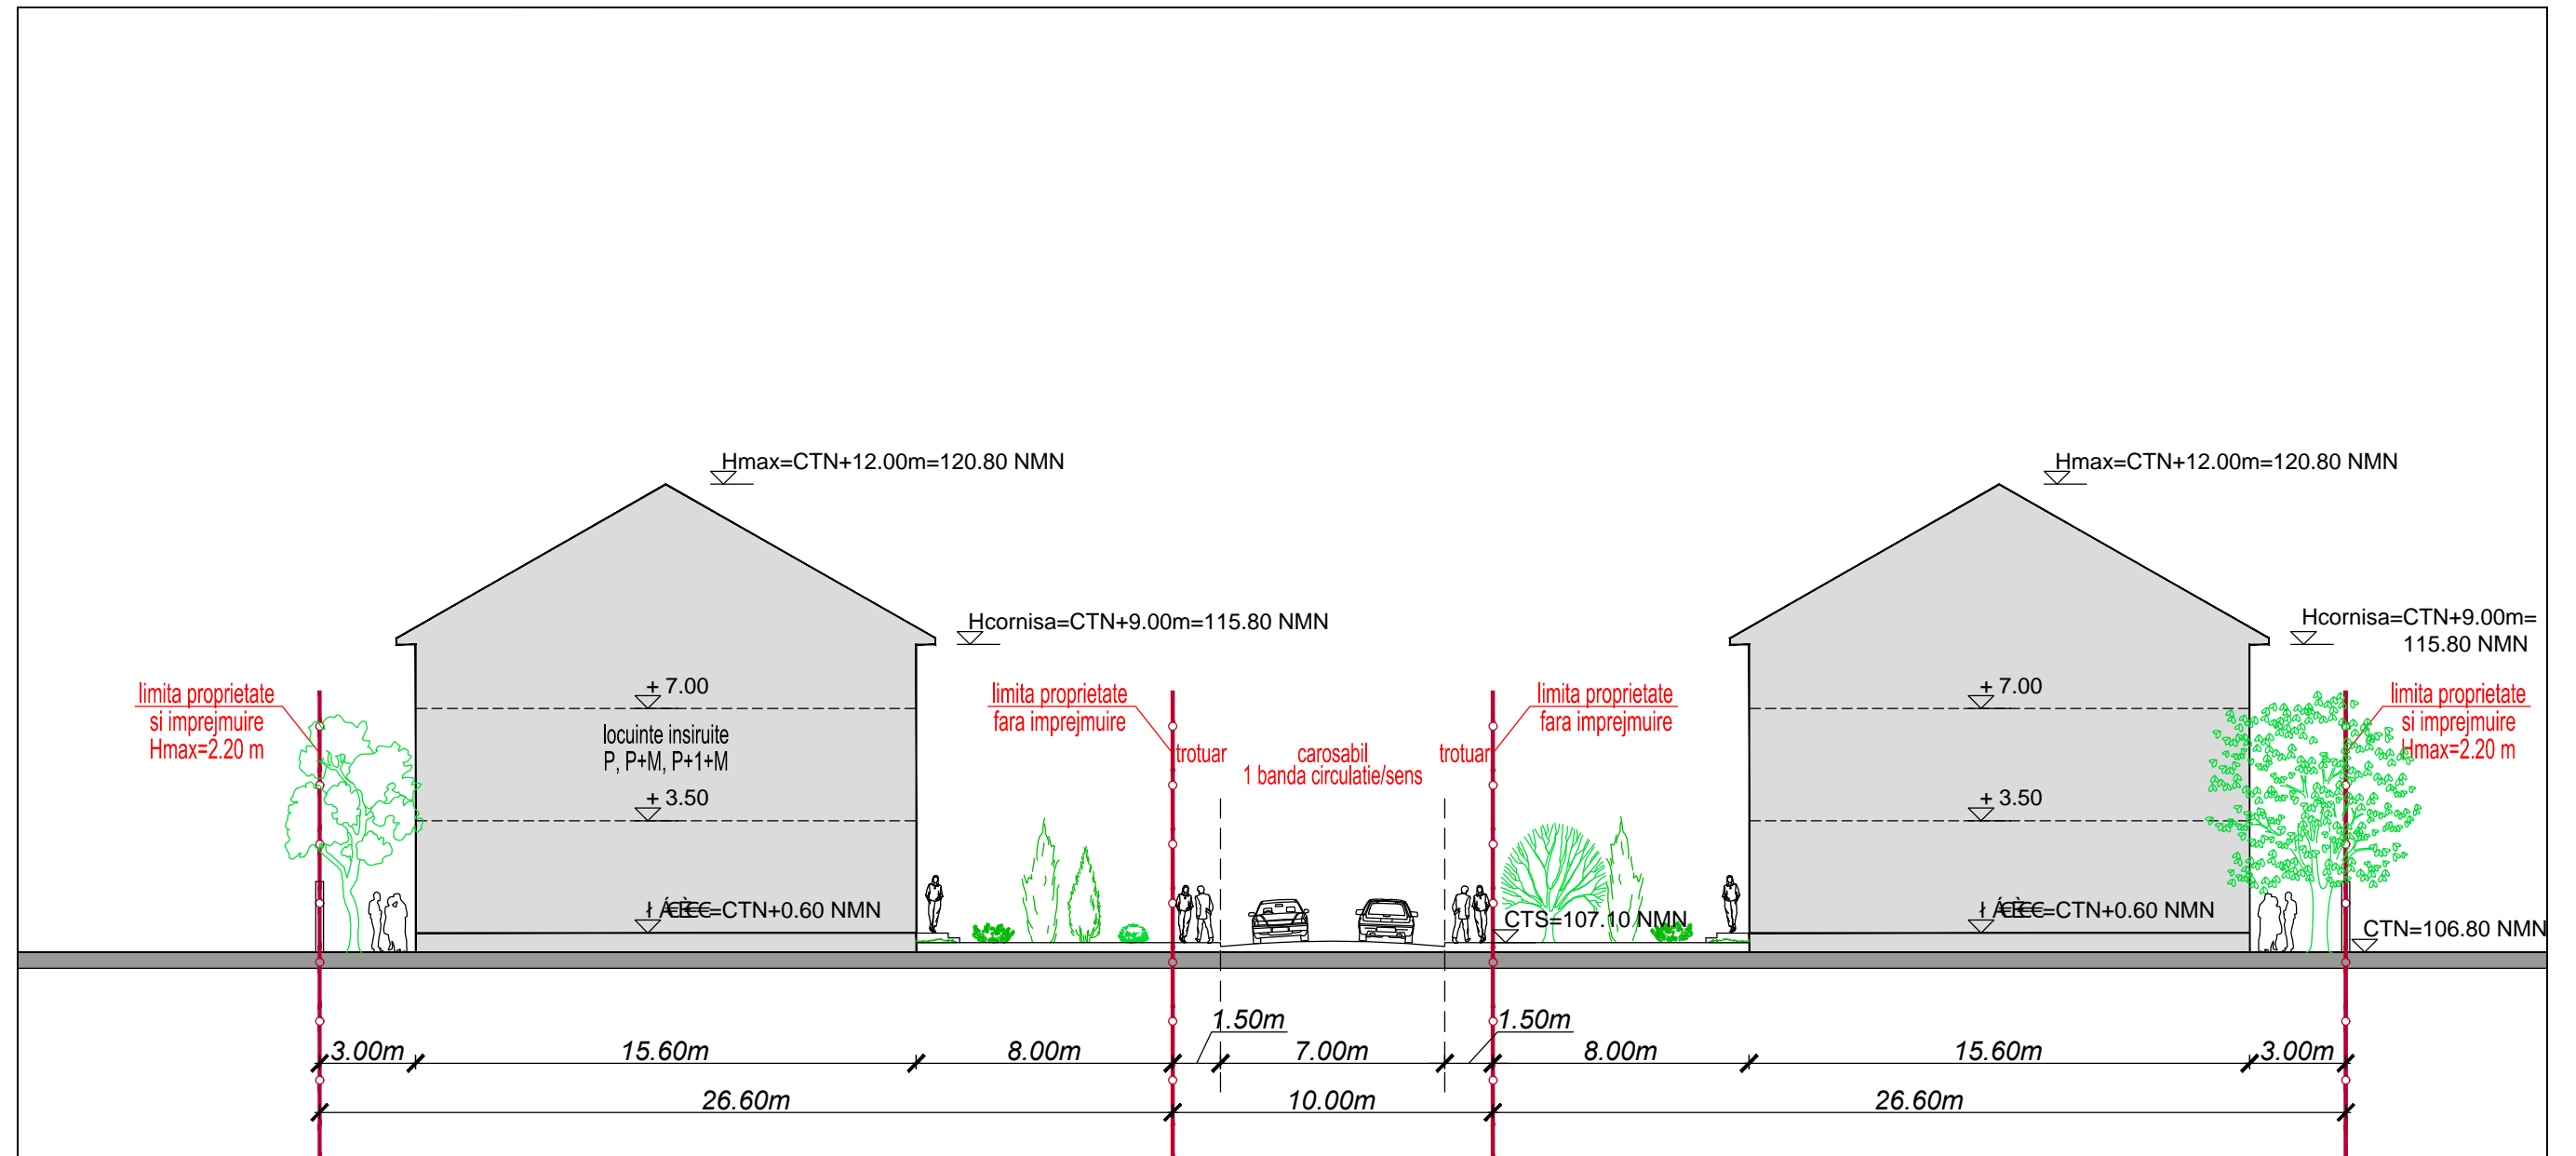 Hmax=CTN+12.00m=120.80 NMN
Hmax=CTN+12.00m=120.80 NMN
Hcornisa=CTN+9.00m=115.80 NMN
Hcornisa=CTN+9.00m=
115.80 NMN
limita proprietate
si imprejmuire
Hmax=2.20 m
+ 7.00
locuinte insiruite
P, P+M, P+1+M
+ 3.50
=CTN+0.60 NMN
limita proprietate
fara imprejmuire
trotuar
carosabil
1 banda circulatie/sens
trotuar
limita proprietate
fara imprejmuire
CTS=107.10 NMN
+ 7.00
+ 3.50
=CTN+0.60 NMN
limita proprietate
si imprejmuire
Hmax=2.20 m
CTN=106.80 NMN
1.50m
1.50m
3.00m
15.60m
8.00m
7.00m
8.00m
15.60m
3.00m
26.60m
10.00m
26.60m